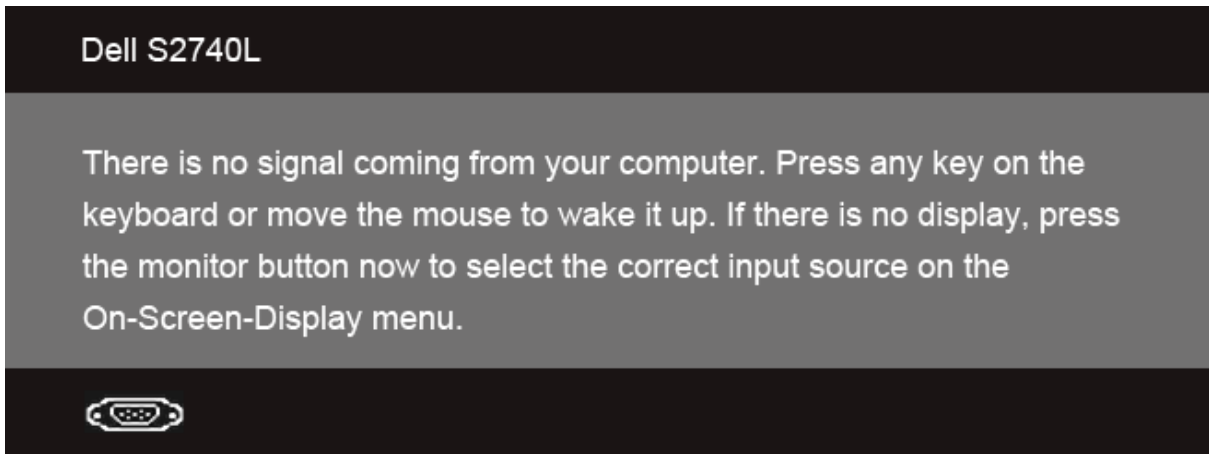 Dell S2740L
There is no signal coming from your computer. Press any key on the
keyboard or move the mouse to wake it up. If there is no display, press
the monitor button now to select the correct input source on the
On-Screen-Display menu.